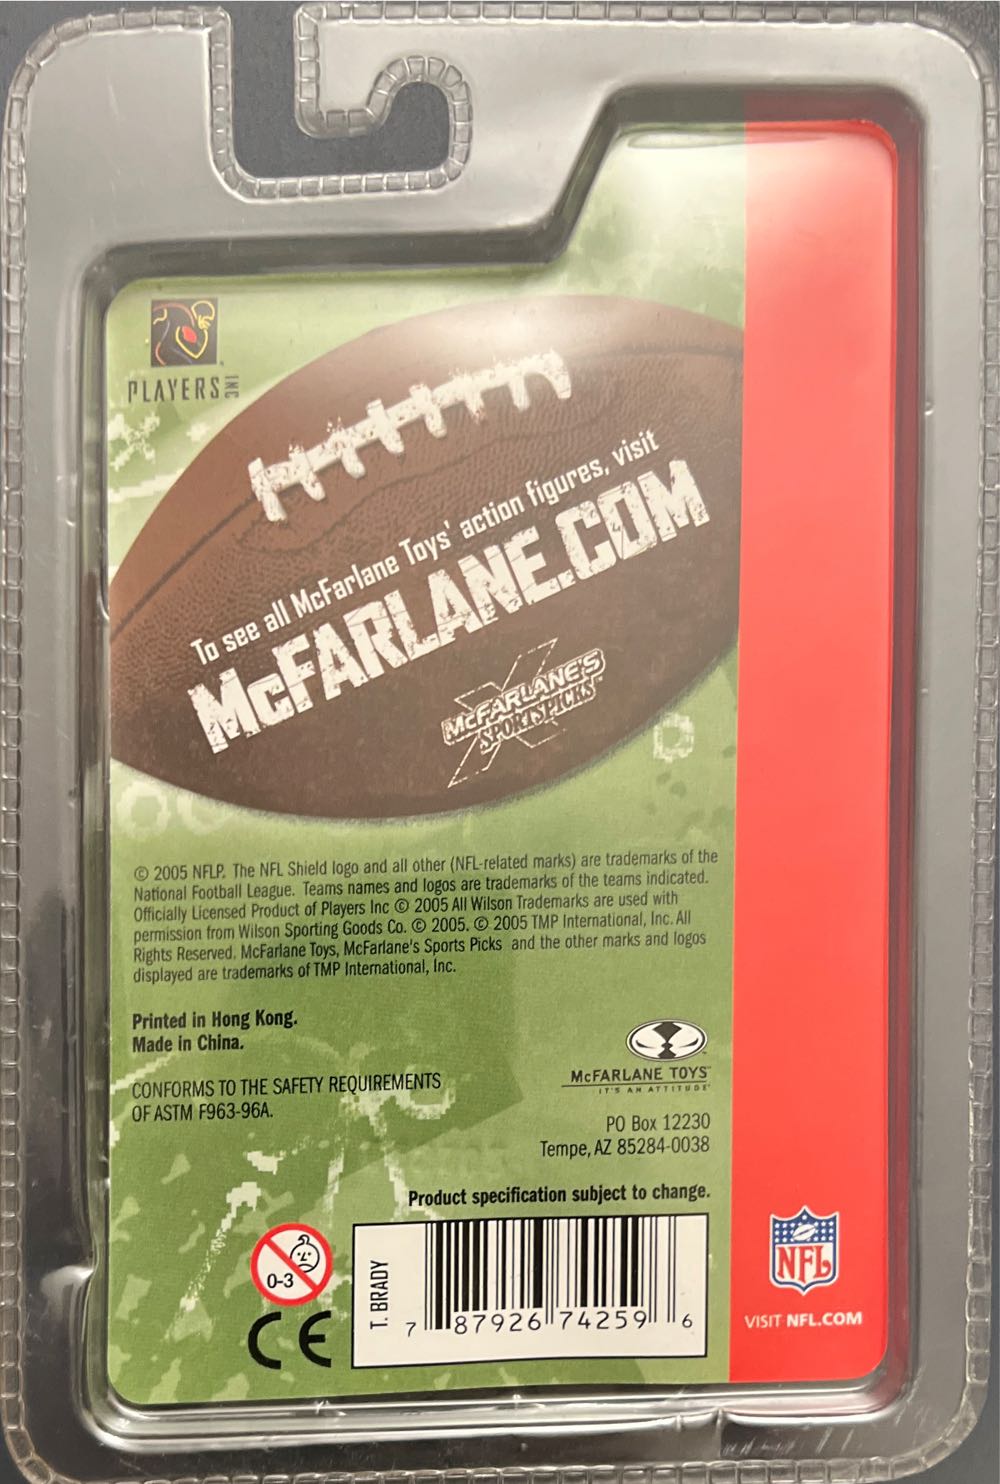 PLAYERS INC
To see all McFarlane Toys' action figures, visit
McFARLANE.COM
McFARLANE'S
SPORTSPICKS
© 2005 NFLP. The NFL Shield logo and all other (NFL-related marks) are trademarks of the
National Football League. Teams names and logos are trademarks of the teams indicated.
Officially Licensed Product of Players Inc © 2005 All Wilson Trademarks are used with
permission from Wilson Sporting Goods Co. © 2005. © 2005 TMP International, Inc. All
Rights Reserved. McFarlane Toys, McFarlane's Sports Picks and the other marks and logos
displayed are trademarks of TMP International, Inc.
Printed in Hong Kong.
Made in China.
CONFORMS TO THE SAFETY REQUIREMENTS
OF ASTM F963-96A.
McFARLANE TOYS™
IT'S AN ATTITUDE
PO Box 12230
Tempe, AZ 85284-0038
Product specification subject to change.
0-3
CE
T. BRADY
7 87926 74259 6
NFL
VISIT NFL.COM